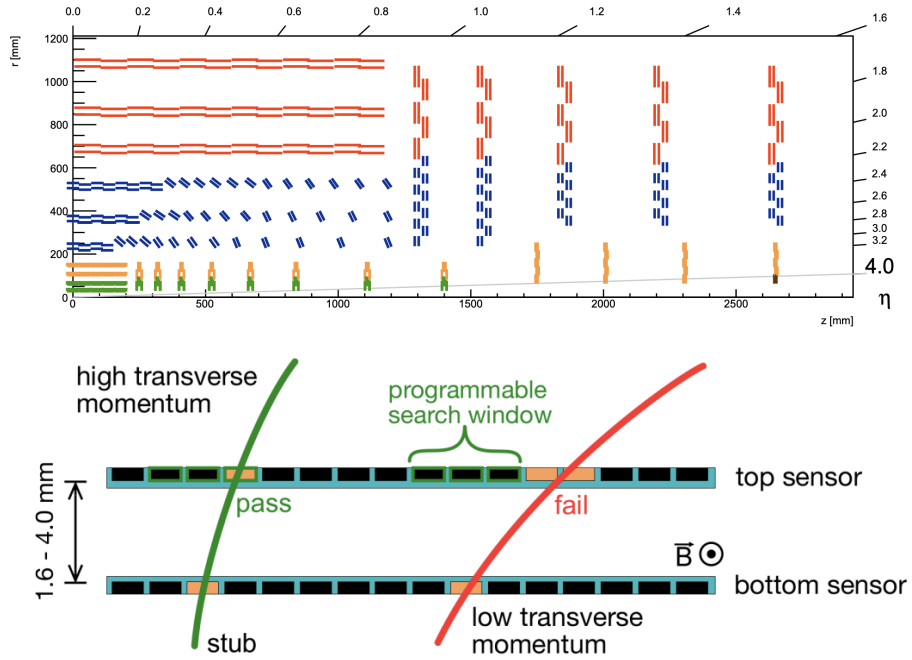 0.0 0.2 0.4 0.6 0.8 1.0 1.2 1.4 1.6
r [mm]
1200
1000
800
600
400
200
0
1.8
2.0
2.2
2.4
2.6
2.8
3.0
3.2
4.0
η
0 500 1000 1500 2000 2500
z [mm]
high transverse
momentum
programmable
search window
top sensor
pass
fail
1.6 - 4.0 mm
B
bottom sensor
stub
low transverse
momentum